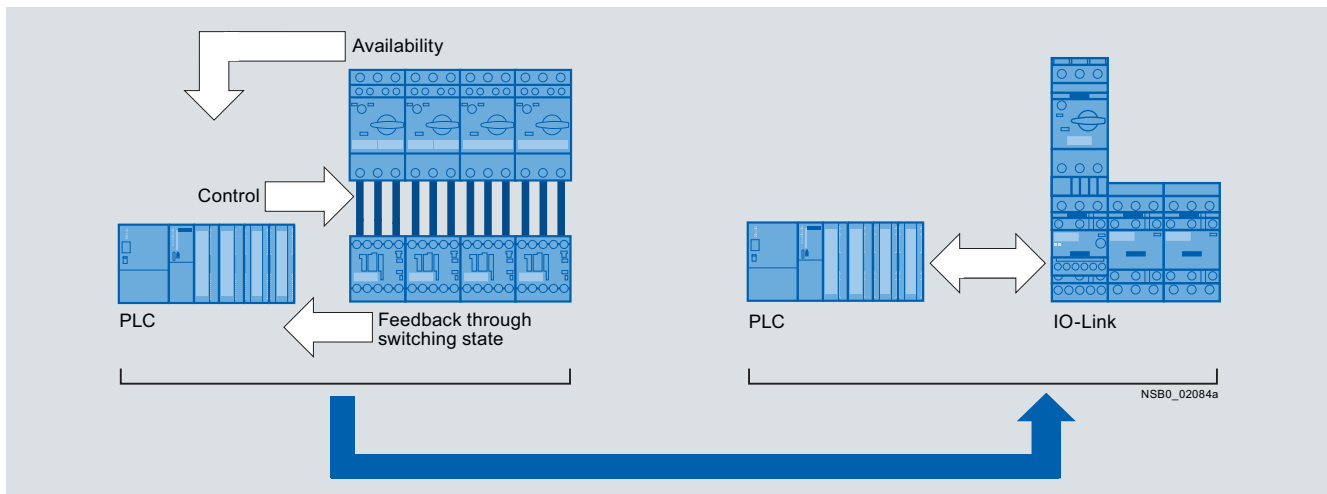 Availability
Control
PLC
Feedback through
switching state
PLC
IO-Link
NSB0_02084a